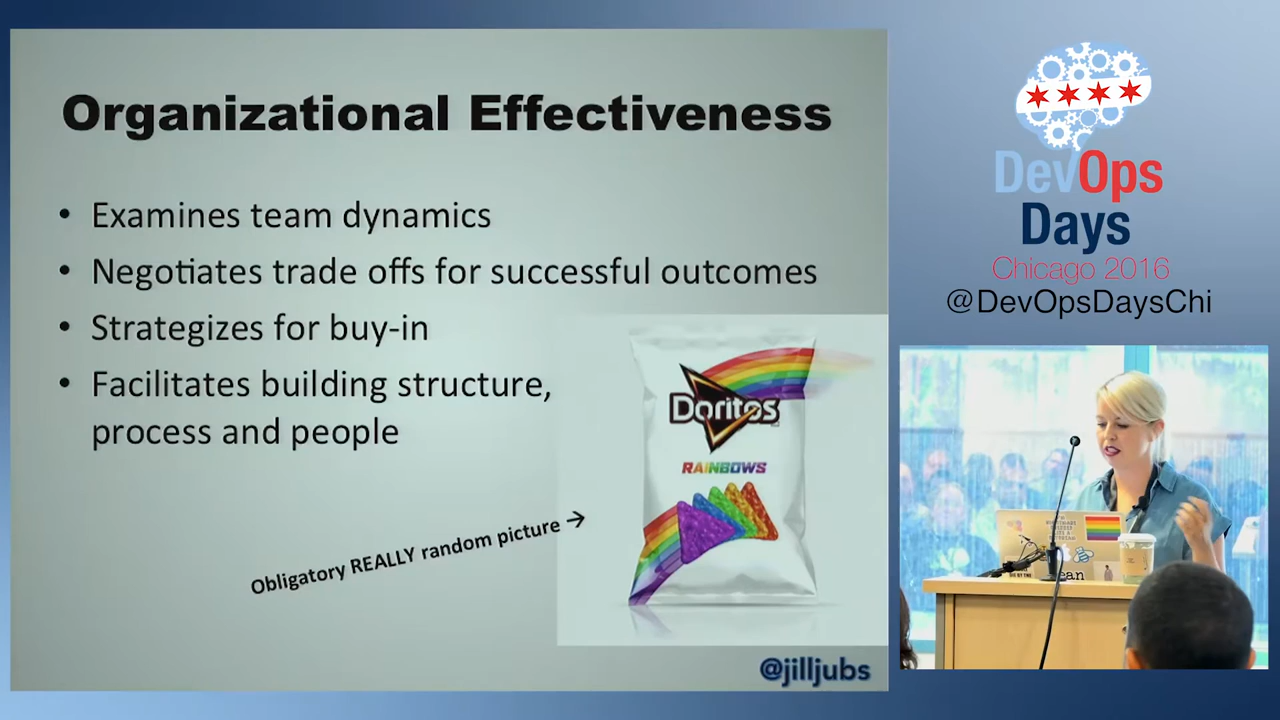 Organizational Effectiveness
• Examines team dynamics
• Negotiates trade offs for successful outcomes
• Strategizes for buy-in
• Facilitates building structure,
process and people
Doritos
RAINBOWS
Obligatory REALLY random picture →
@jilljubs
DevOps
Days
Chicago 2016
@DevOpsDaysChi